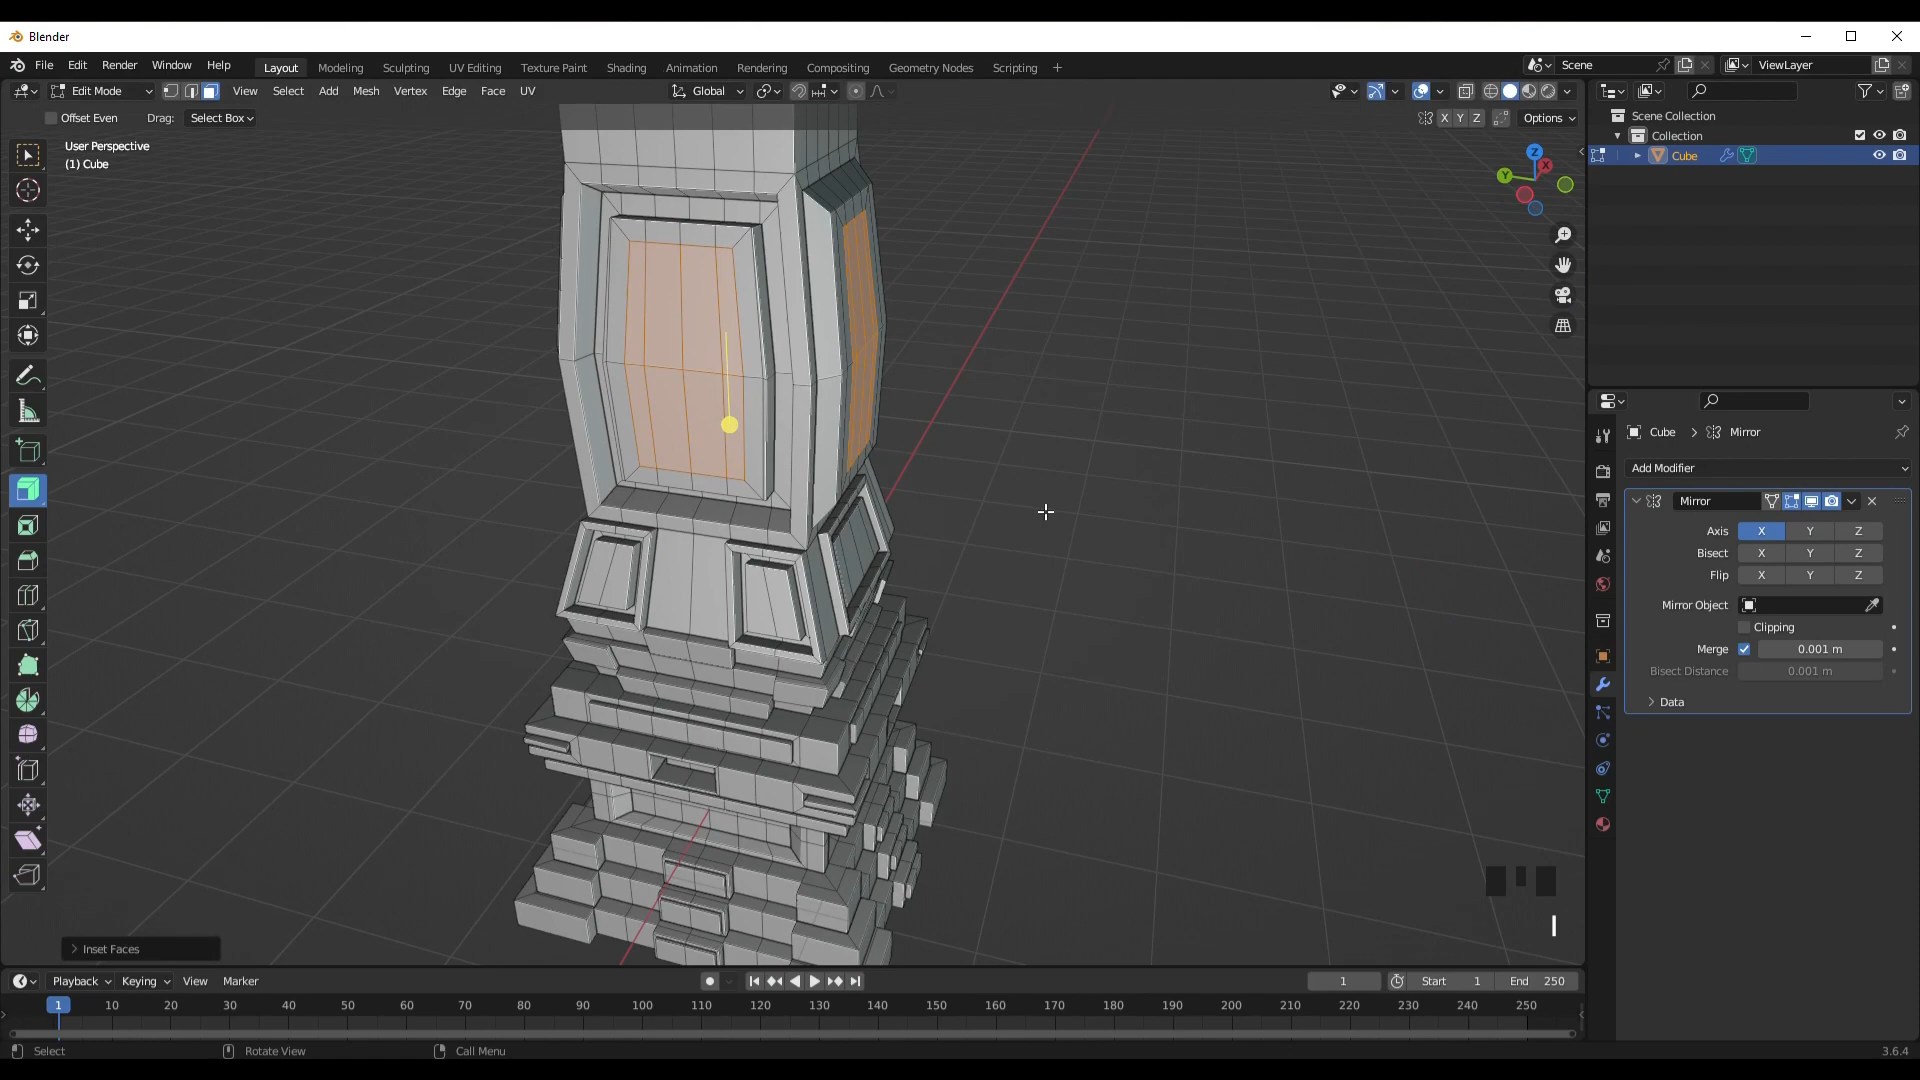 Blender
File Edit Render Window Help Layout Modeling Sculpting UV Editing Texture Paint Shading Animation Rendering Compositing Geometry Nodes Scripting + Scene ViewLayer
Edit Mode View Select Add Mesh Vertex Edge Face UV Global
Offset Even Drag: Select Box X Y Z Options
User Perspective
(1) Cube
Z
X
Y
Scene Collection
Collection
Cube
Cube > Mirror
Add Modifier
Mirror
Axis X Y Z
Bisect X Y Z
Flip X Y Z
Mirror Object
Clipping
Merge 0.001 m
Bisect Distance 0.001 m
Data
I
Inset Faces
Playback Keying View Marker 1 Start 1 End 250
1 10 20 30 40 50 60 70 80 90 100 110 120 130 140 150 160 170 180 190 200 210 220 230 240 250
Select Rotate View Call Menu 3.6.4